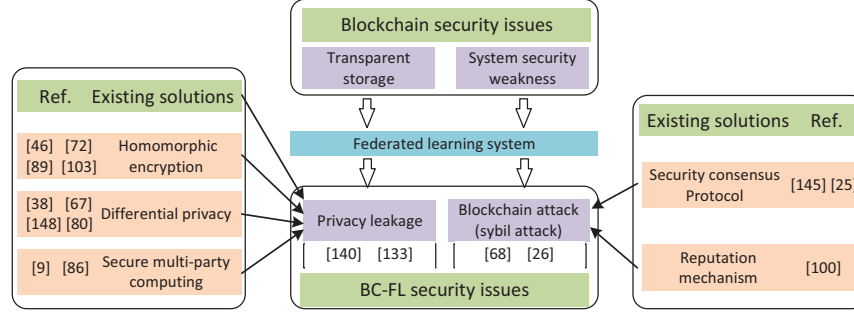 Blockchain security issues
Transparent
storage
System security
weakness
Federated learning system
Ref. Existing solutions
[46] [72]
[89] [103]
Homomorphic
encryption
[38] [67]
[148] [80]
Differential privacy
[9] [86]
Secure multi-party
computing
Privacy leakage
Blockchain attack
(sybil attack)
[140] [133]
[68] [26]
BC-FL security issues
Existing solutions Ref.
Security consensus
Protocol
[145] [25]
Reputation
mechanism
[100]